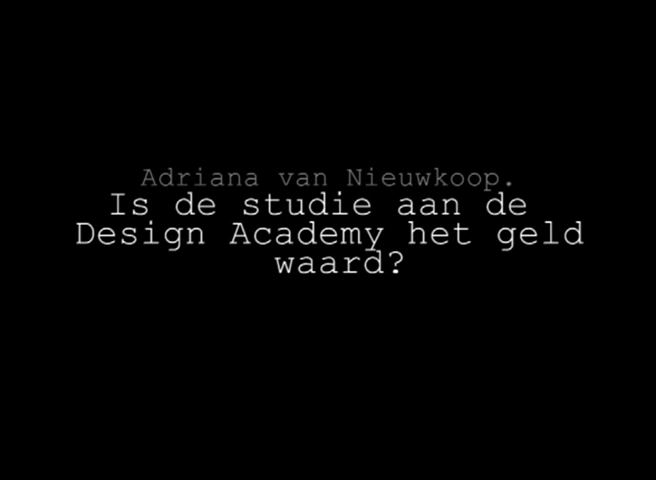 Adriana van Nieuwkoop.
Is de studie aan de
Design Academy het geld
waard?